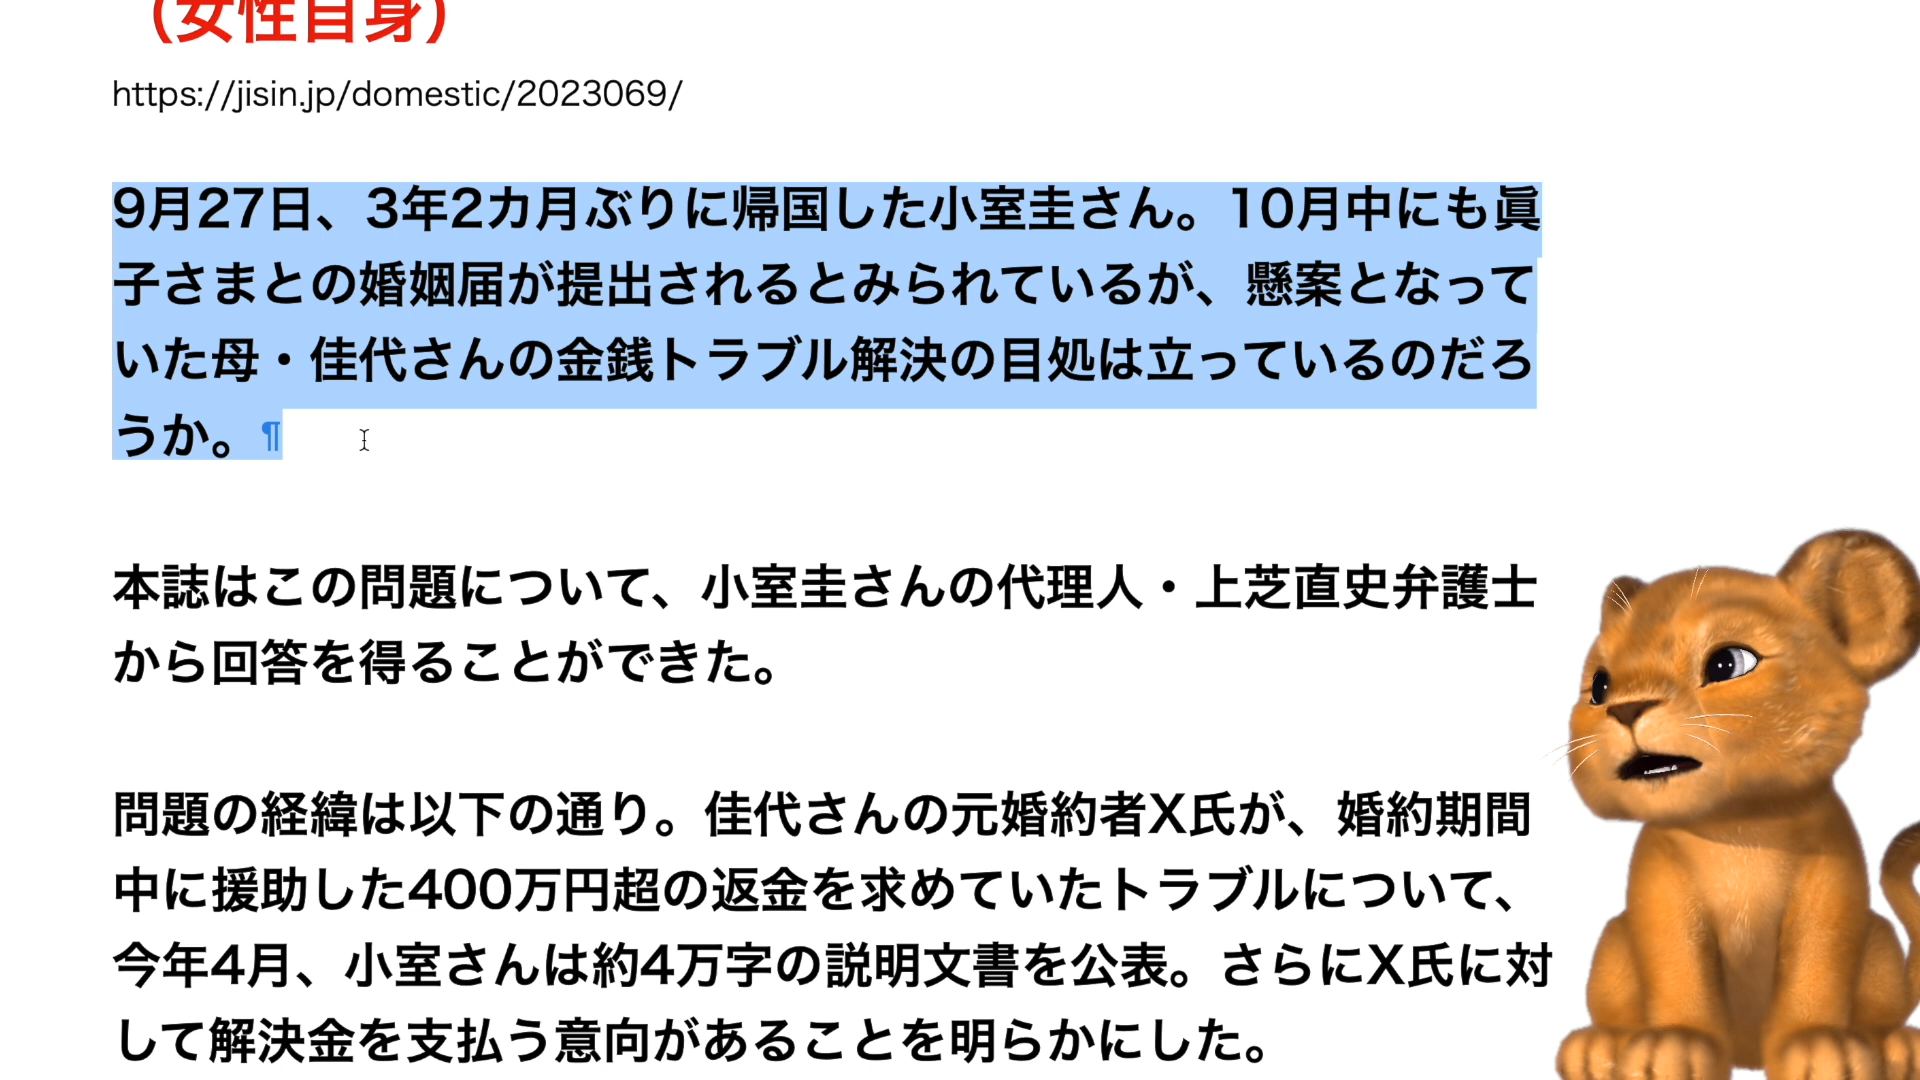 （女性自身）
https://jisin.jp/domestic/2023069/
9月27日、3年2カ月ぶりに帰国した小室圭さん。10月中にも眞
子さまとの婚姻届が提出されるとみられているが、懸案となって
いた母・佳代さんの金銭トラブル解決の目処は立っているのだろ
うか。¶
本誌はこの問題について、小室圭さんの代理人・上芝直史弁護士
から回答を得ることができた。
問題の経緯は以下の通り。佳代さんの元婚約者X氏が、婚約期間
中に援助した400万円超の返金を求めていたトラブルについて、
今年4月、小室さんは約4万字の説明文書を公表。さらにX氏に対
して解決金を支払う意向があることを明らかにした。